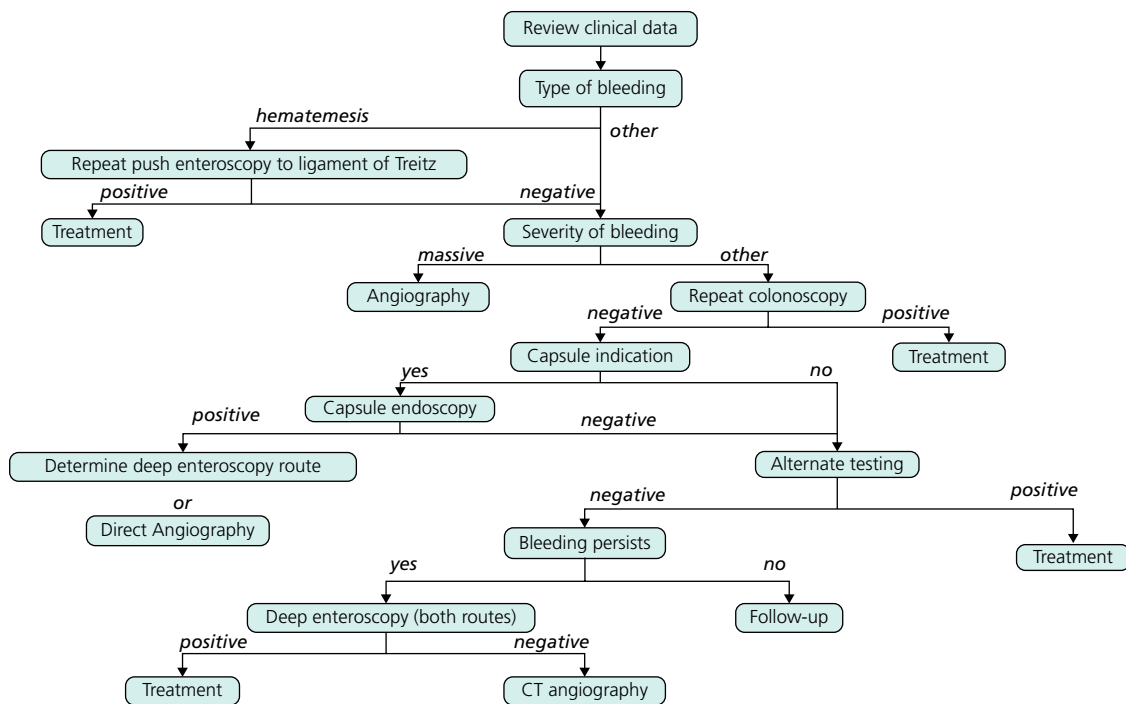 Review clinical data
Type of bleeding
hematemesis
other
Repeat push enteroscopy to ligament of Treitz
positive
negative
Treatment
Severity of bleeding
massive
other
Angiography
Repeat colonoscopy
negative
positive
Capsule indication
Treatment
yes
no
Capsule endoscopy
positive
negative
Determine deep enteroscopy route
Alternate testing
or
negative
positive
Direct Angiography
Bleeding persists
Treatment
yes
no
Deep enteroscopy (both routes)
Follow-up
positive
negative
Treatment
CT angiography